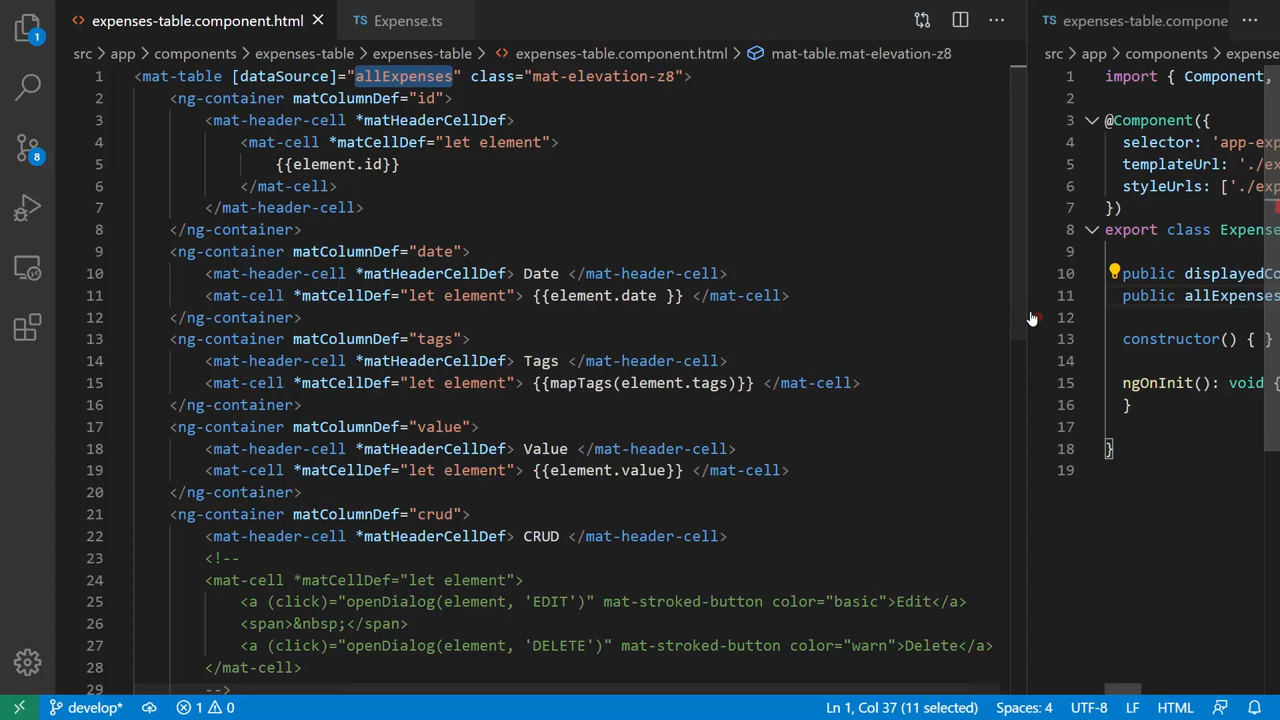 expenses-table.component.html
TS Expense.ts
TS expenses-table.compone
src > app > components > expenses-table > expenses-table > expenses-table.component.html > mat-table.mat-elevation-z8
src > app > components > expense
1 <mat-table [dataSource]="allExpenses" class="mat-elevation-z8">
2 <ng-container matColumnDef="id">
3 <mat-header-cell *matHeaderCellDef>
4 <mat-cell *matCellDef="let element">
5 {{element.id}}
6 </mat-cell>
7 </mat-header-cell>
8 </ng-container>
9 <ng-container matColumnDef="date">
10 <mat-header-cell *matHeaderCellDef> Date </mat-header-cell>
11 <mat-cell *matCellDef="let element"> {{element.date }} </mat-cell>
12 </ng-container>
13 <ng-container matColumnDef="tags">
14 <mat-header-cell *matHeaderCellDef> Tags </mat-header-cell>
15 <mat-cell *matCellDef="let element"> {{mapTags(element.tags)}} </mat-cell>
16 </ng-container>
17 <ng-container matColumnDef="value">
18 <mat-header-cell *matHeaderCellDef> Value </mat-header-cell>
19 <mat-cell *matCellDef="let element"> {{element.value}} </mat-cell>
20 </ng-container>
21 <ng-container matColumnDef="crud">
22 <mat-header-cell *matHeaderCellDef> CRUD </mat-header-cell>
23 <!--
24 <mat-cell *matCellDef="let element">
25 <a (click)="openDialog(element, 'EDIT')" mat-stroked-button color="basic">Edit</a>
26 <span>&nbsp;</span>
27 <a (click)="openDialog(element, 'DELETE')" mat-stroked-button color="warn">Delete</a>
28 </mat-cell>
29 -->
1 import { Component,
2
3 @Component({
4 selector: 'app-exp
5 templateUrl: './ex
6 styleUrls: ['./exp
7 })
8 export class Expense
9
10 public displayedCo
11 public allExpenses
12
13 constructor() { }
14
15 ngOnInit(): void {
16 }
17
18 }
19
1
8
develop*
1 0
Ln 1, Col 37 (11 selected)
Spaces: 4
UTF-8
LF
HTML